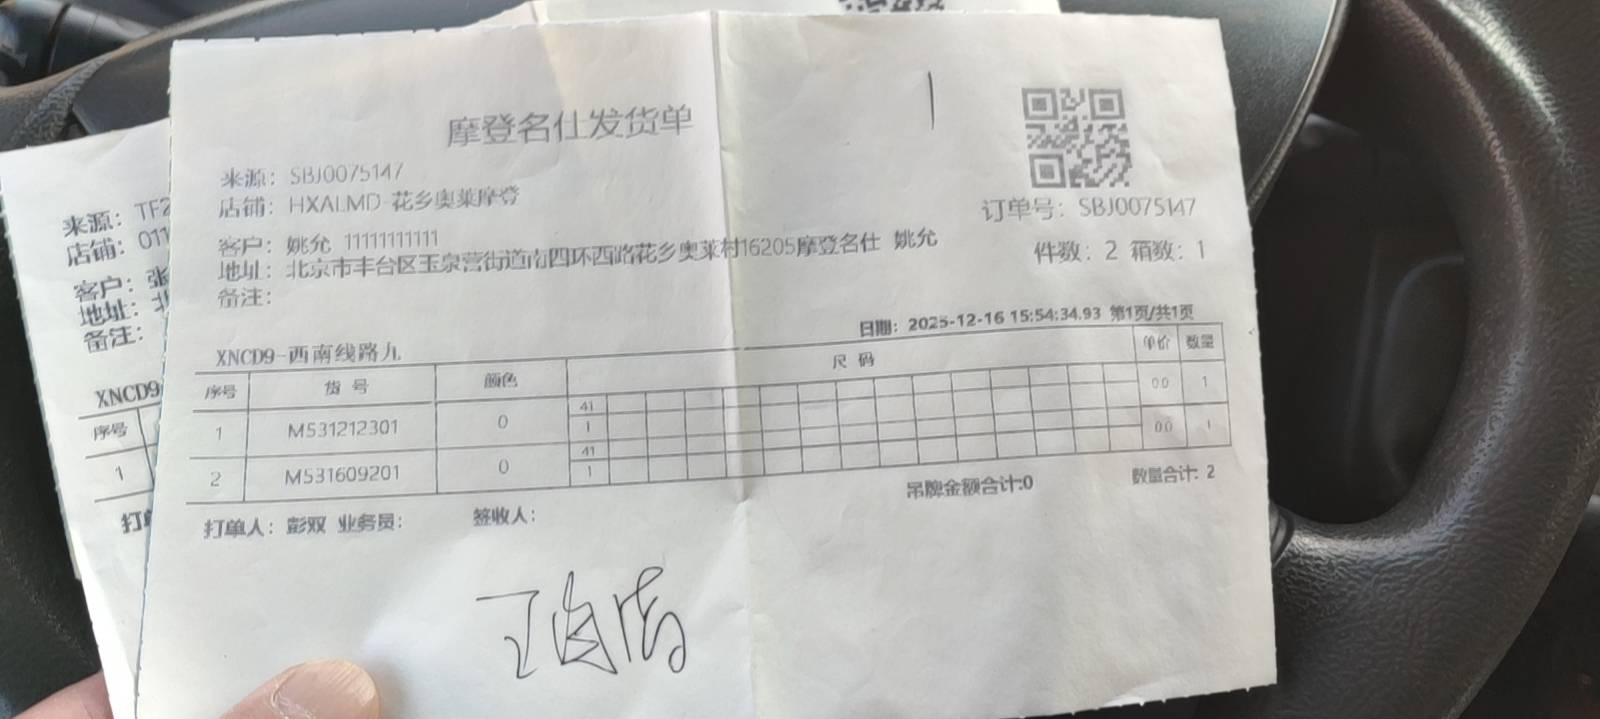 摩登名仕发货单
来源：SBJ0075147
店铺：HXALMD-花乡奥莱摩登
客户：姚允 11111111111
地址：北京市丰台区玉泉营街道南四环西路花乡奥莱村16205摩登名仕 姚允
备注：
订单号：SBJ0075147
件数：2 箱数：1
日期：2025-12-16 15:54:34.93 第1页/共1页
XNCD9-西南线路九
序号 货号 颜色 尺码 单价 数量
41
1 M531212301 0 1 0.0 1
41
2 M531609201 0 1 0.0 1
吊牌金额合计:0 数量合计: 2
打单人：彭双 业务员： 签收人：
来源：TF2
店铺：011
客户：张
地址：北
备注：
XNCD9
序号
1
打单